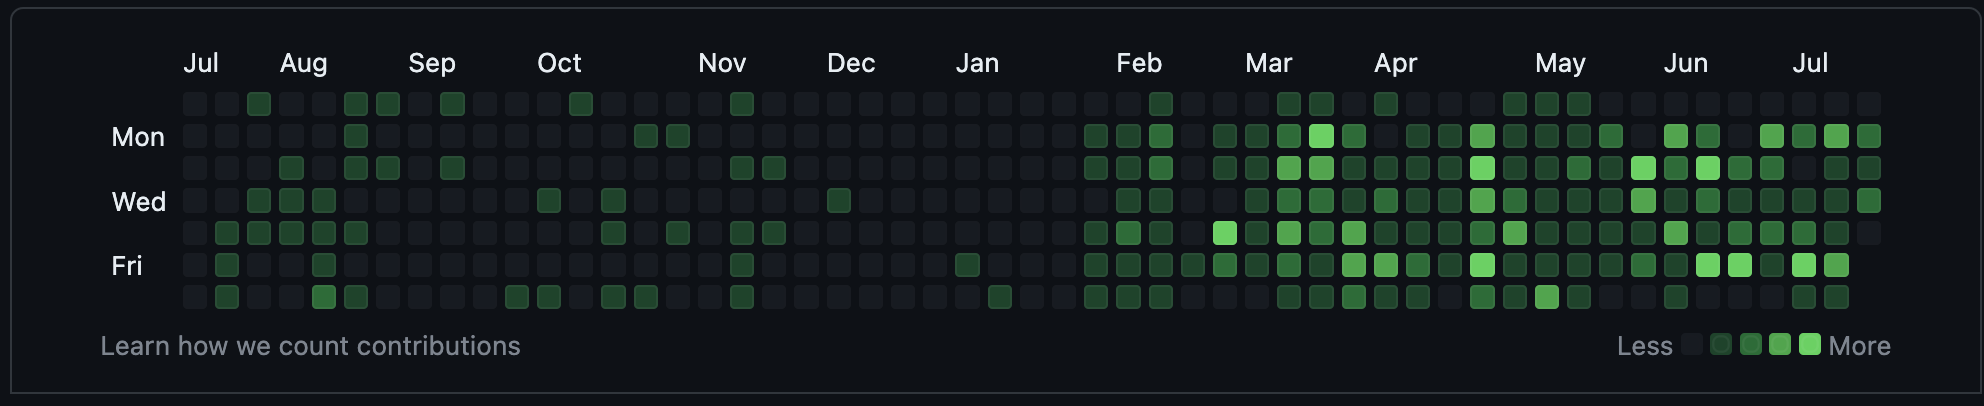 Jul Aug Sep Oct Nov Dec Jan Feb Mar Apr May Jun Jul
Mon
Wed
Fri
Learn how we count contributions Less More